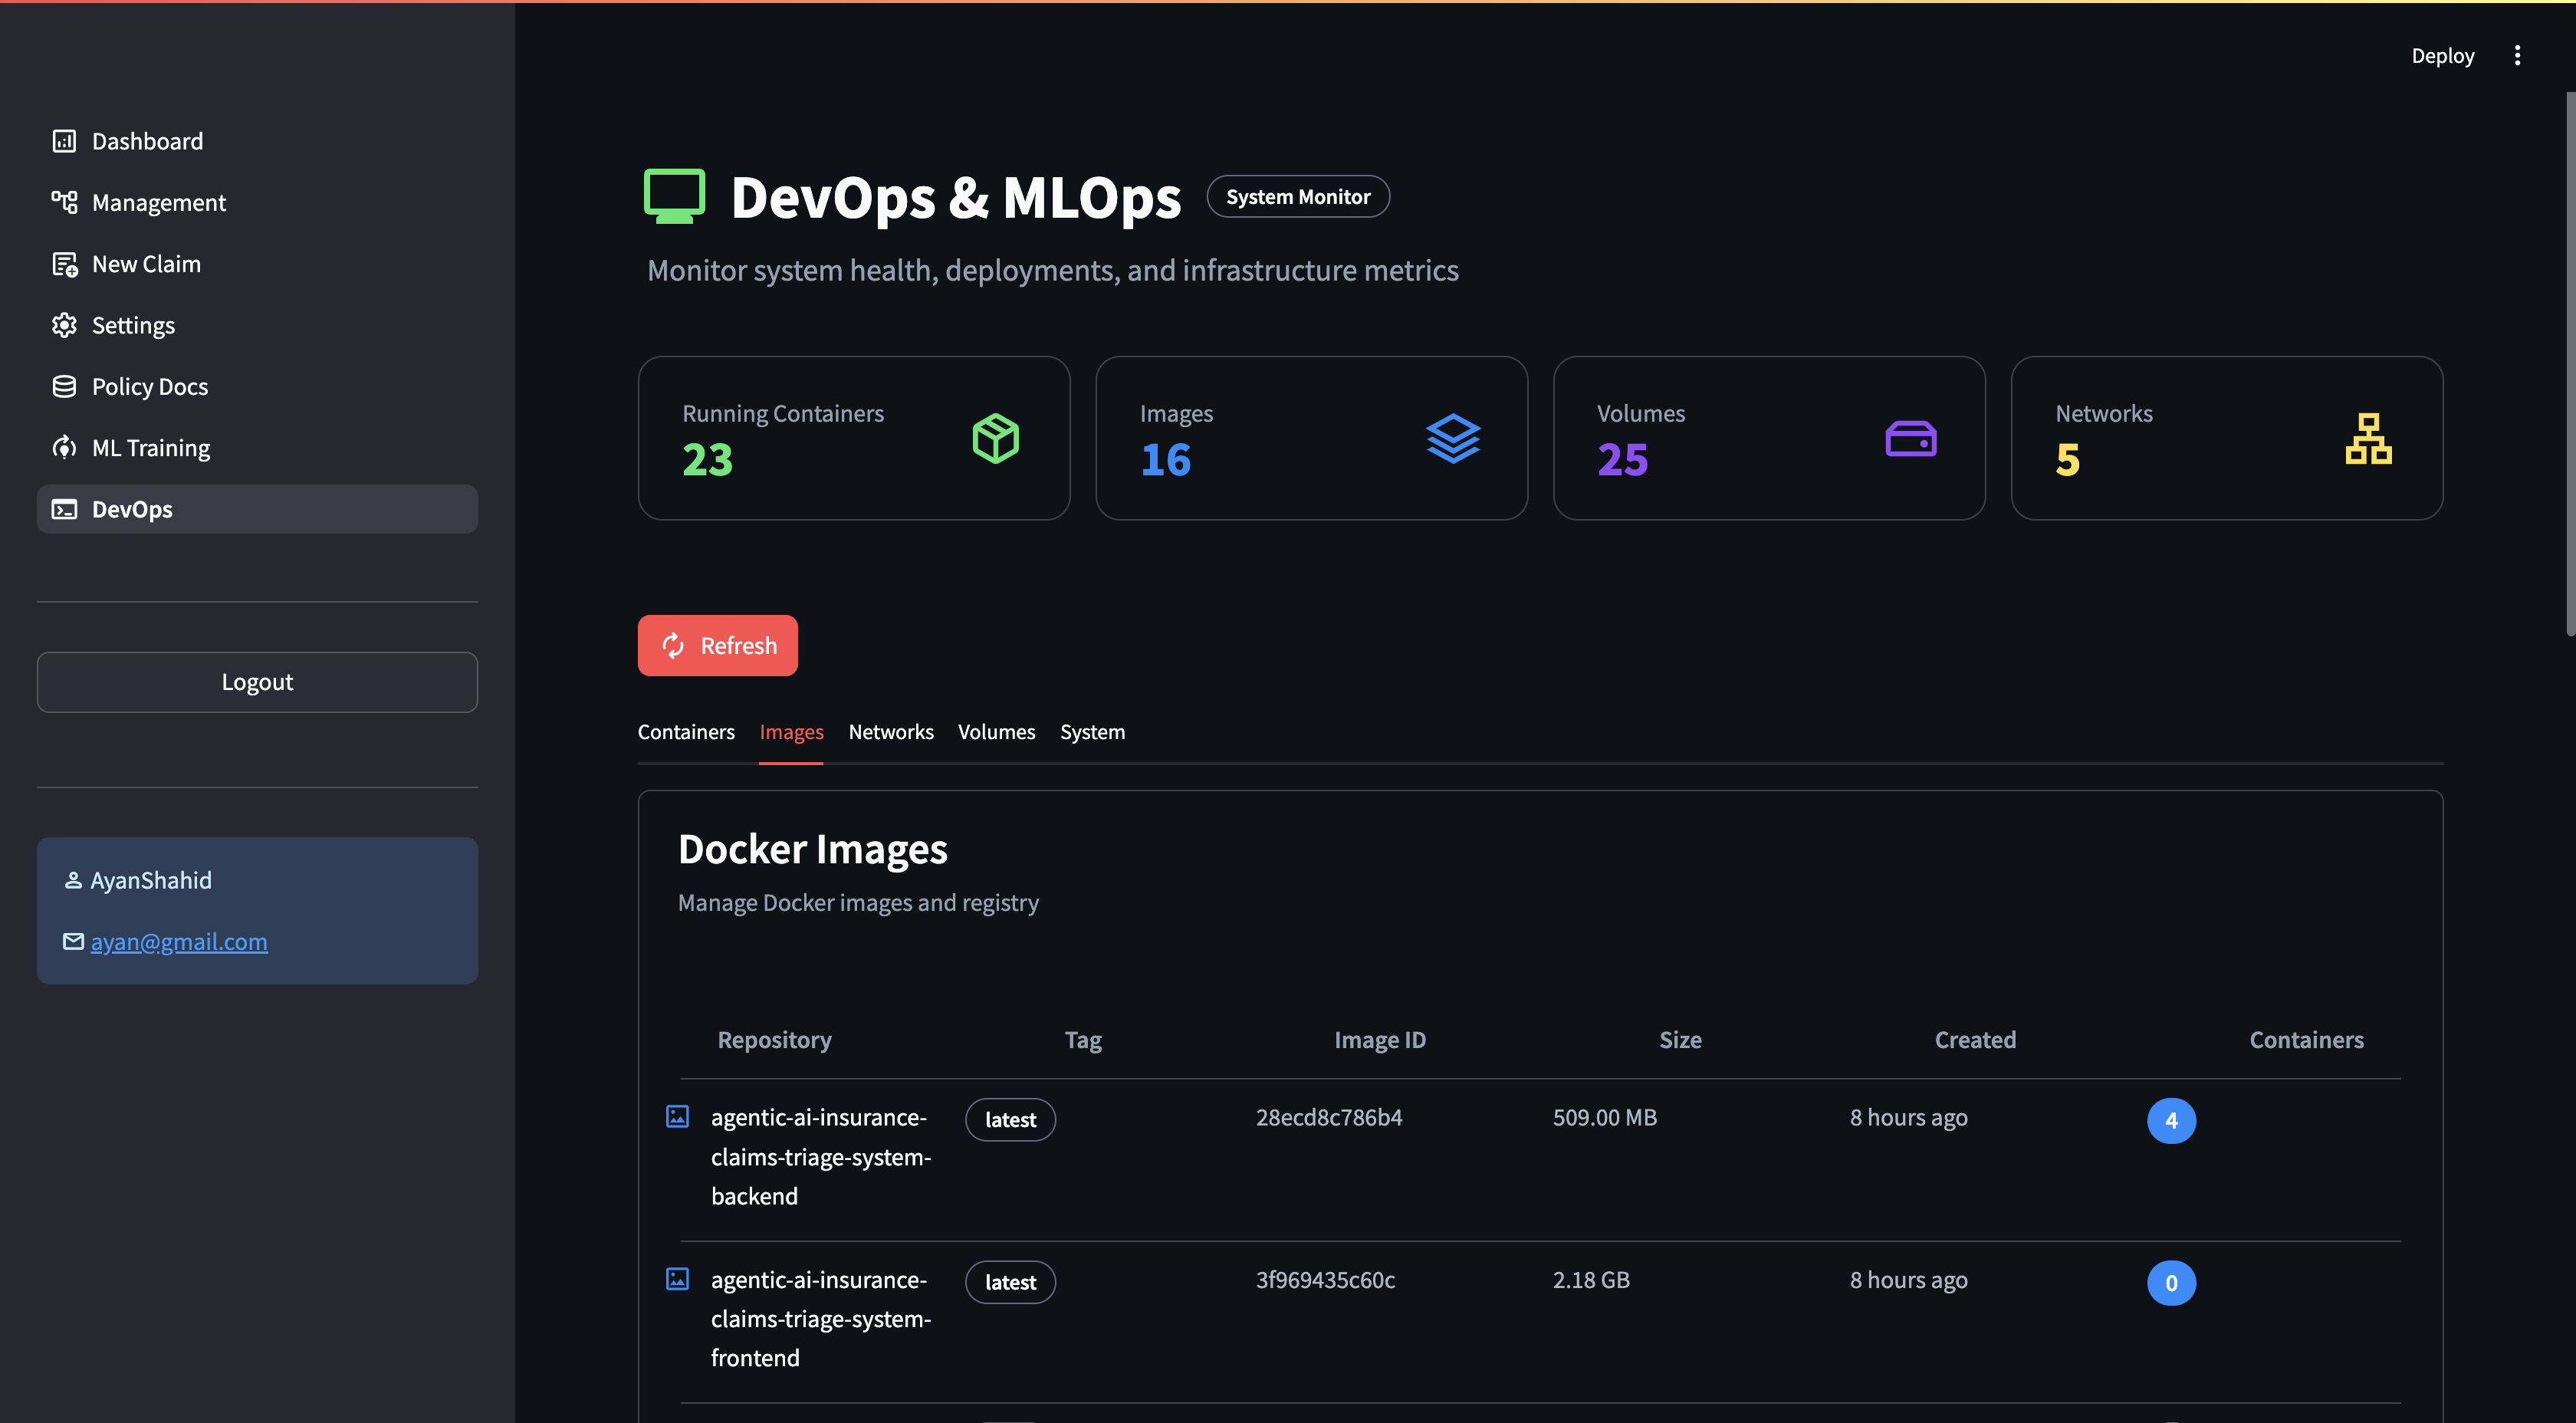 Deploy
Dashboard
Management
New Claim
Settings
Policy Docs
ML Training
DevOps
Logout
AyanShahid
ayan@gmail.com
DevOps & MLOps
System Monitor
Monitor system health, deployments, and infrastructure metrics
Running Containers
23
Images
16
Volumes
25
Networks
5
Refresh
Containers Images Networks Volumes System
Docker Images
Manage Docker images and registry
Repository Tag Image ID Size Created Containers
agentic-ai-insurance- latest 28ecd8c786b4 509.00 MB 8 hours ago 4
claims-triage-system-
backend
agentic-ai-insurance- latest 3f969435c60c 2.18 GB 8 hours ago 0
claims-triage-system-
frontend